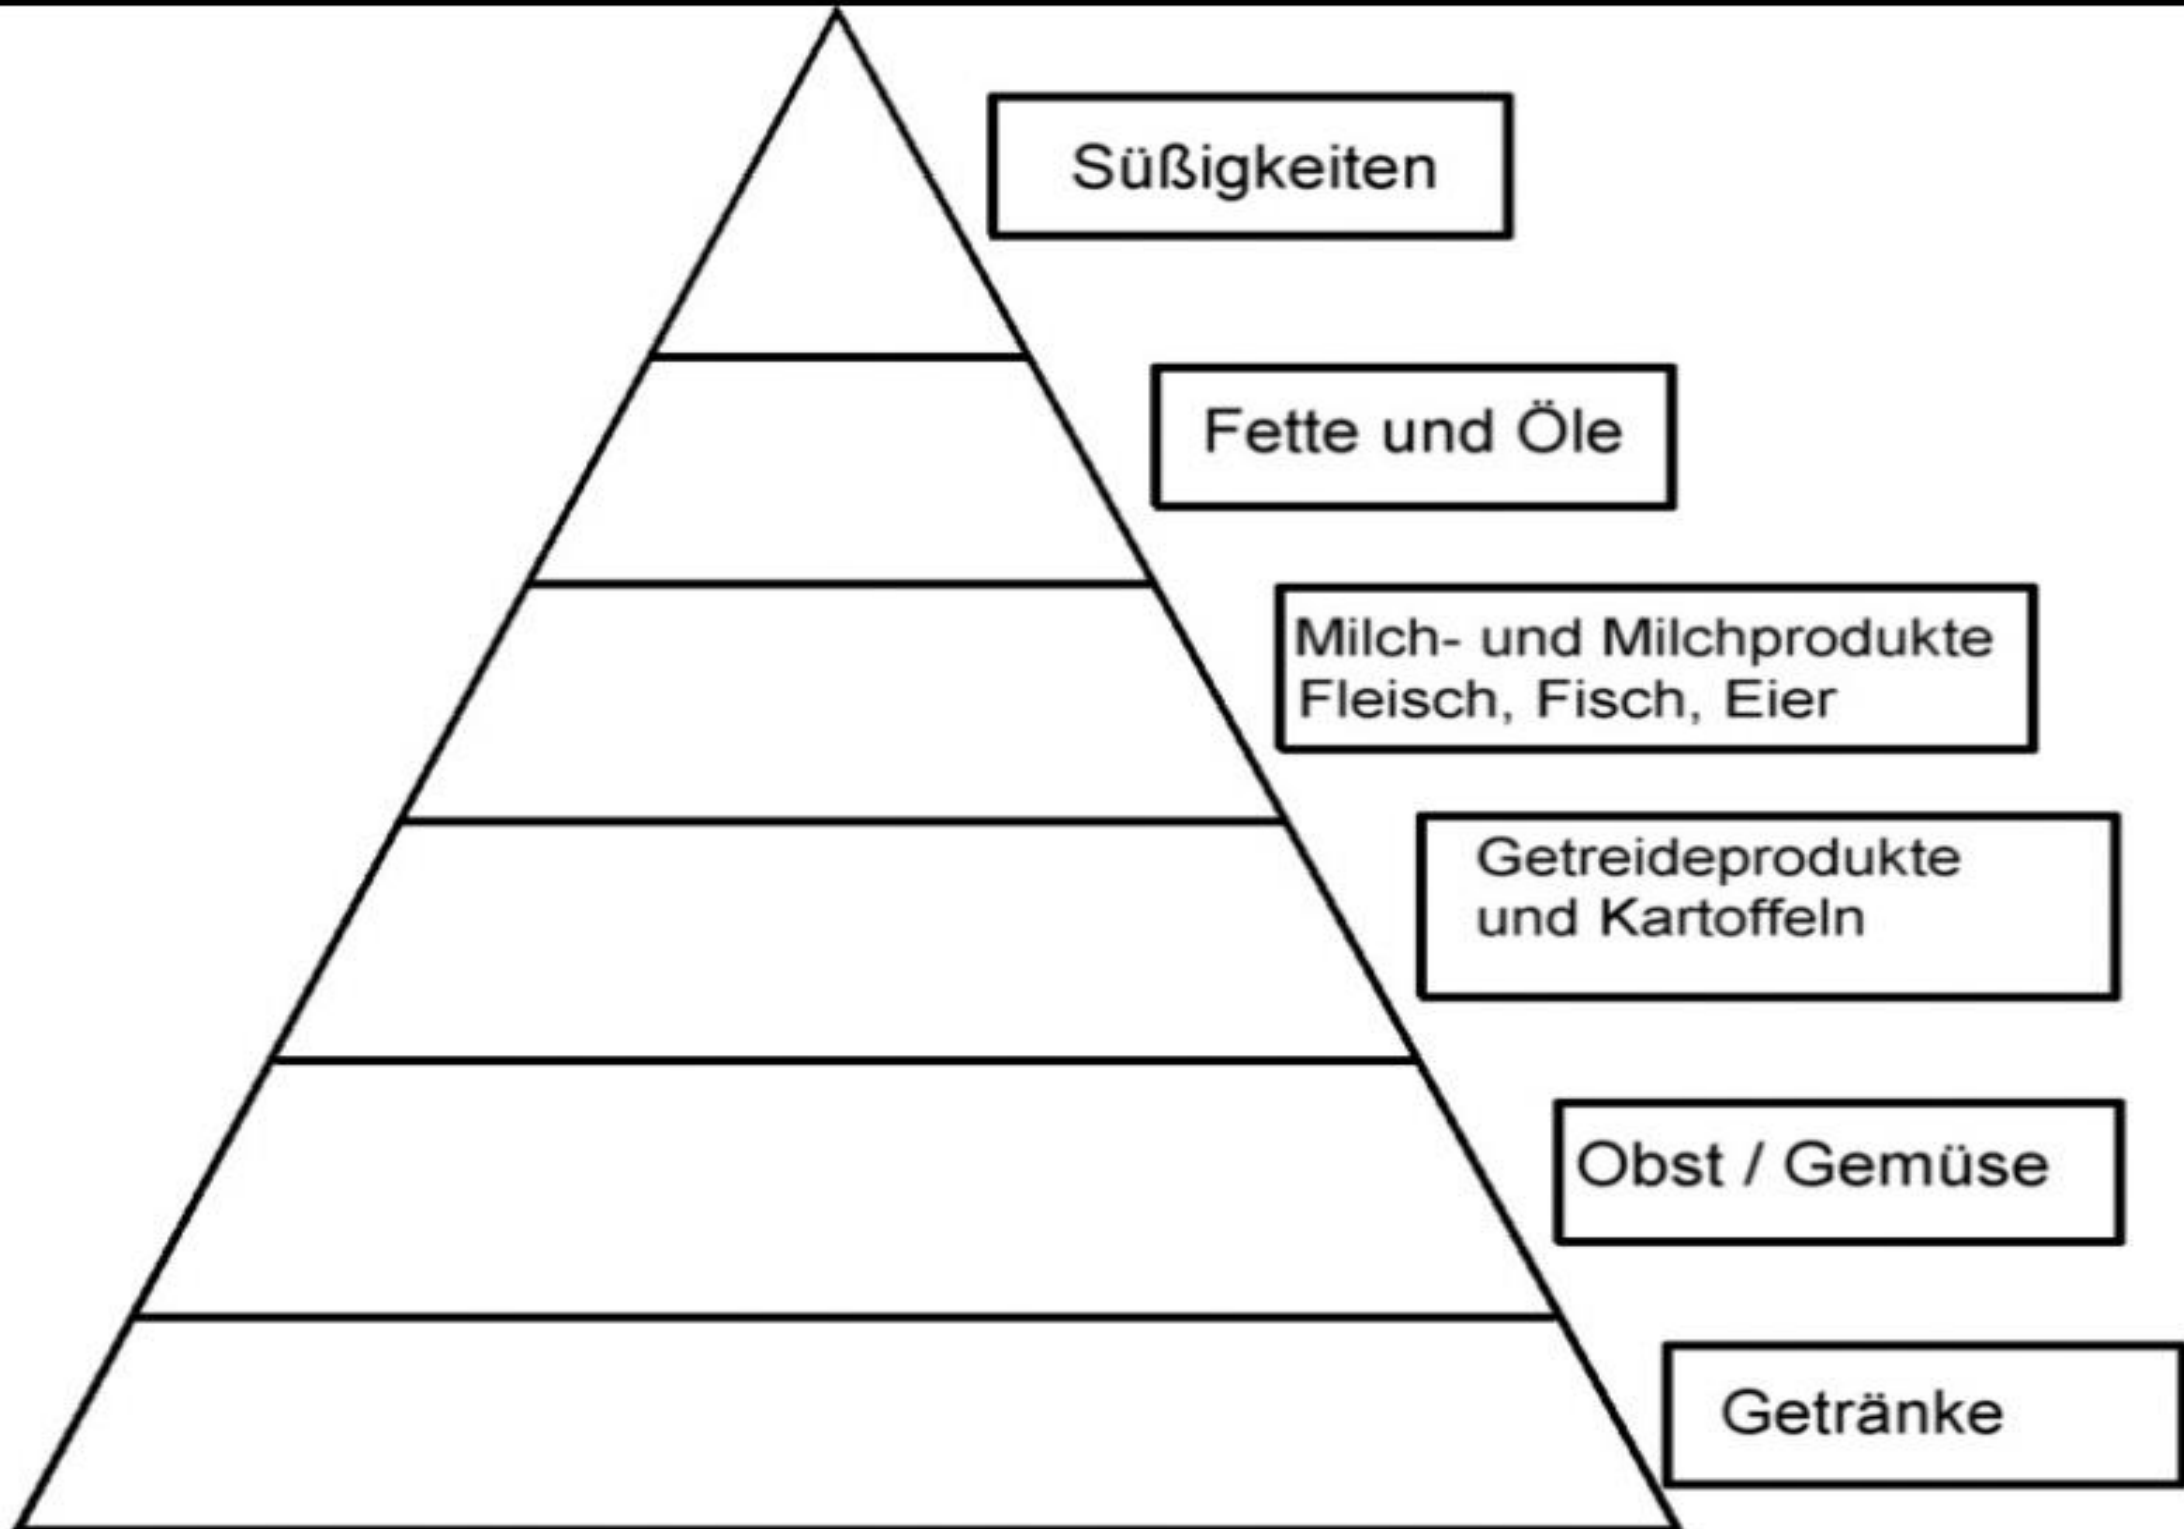 Süßigkeiten
Fette und Öle
Milch- und Milchprodukte
Fleisch, Fisch, Eier
Getreideprodukte
und Kartoffeln
Obst / Gemüse
Getränke